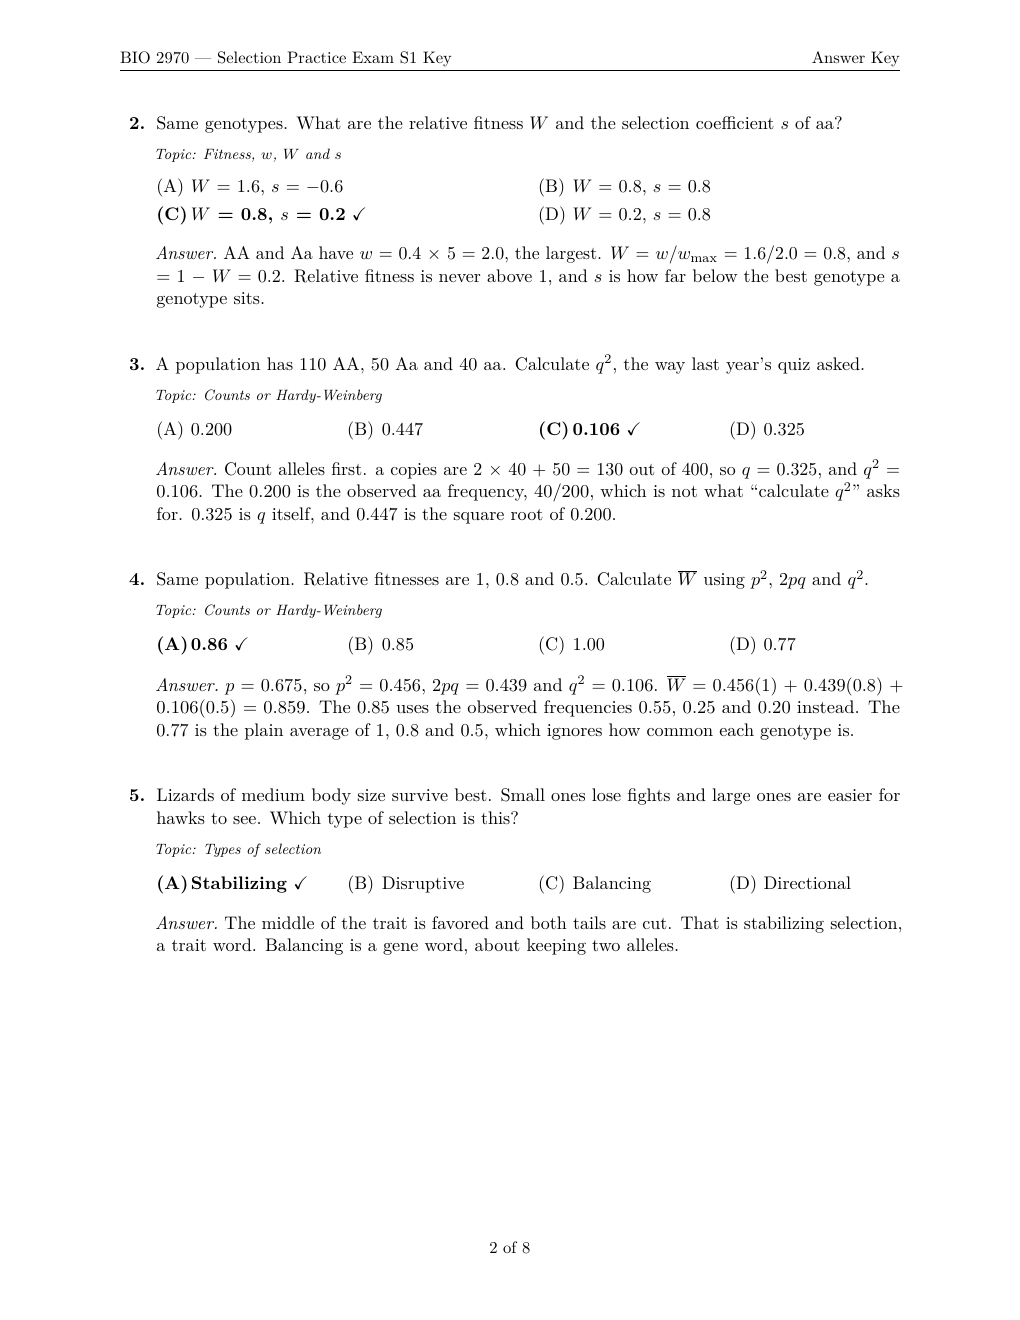 BIO 2970 — Selection Practice Exam S1 Key Answer Key
2. Same genotypes. What are the relative fitness W and the selection coefficient s of aa?
Topic: Fitness, w, W and s
(A) W = 1.6, s = −0.6 (B) W = 0.8, s = 0.8
(C) W = 0.8, s = 0.2 ✓ (D) W = 0.2, s = 0.8
Answer. AA and Aa have w = 0.4 × 5 = 2.0, the largest. W = w/wmax = 1.6/2.0 = 0.8, and s
= 1 − W = 0.2. Relative fitness is never above 1, and s is how far below the best genotype a
genotype sits.
3. A population has 110 AA, 50 Aa and 40 aa. Calculate q², the way last year's quiz asked.
Topic: Counts or Hardy-Weinberg
(A) 0.200 (B) 0.447 (C) 0.106 ✓ (D) 0.325
Answer. Count alleles first. a copies are 2 × 40 + 50 = 130 out of 400, so q = 0.325, and q² =
0.106. The 0.200 is the observed aa frequency, 40/200, which is not what “calculate q²” asks
for. 0.325 is q itself, and 0.447 is the square root of 0.200.
4. Same population. Relative fitnesses are 1, 0.8 and 0.5. Calculate W̅ using p², 2pq and q².
Topic: Counts or Hardy-Weinberg
(A) 0.86 ✓ (B) 0.85 (C) 1.00 (D) 0.77
Answer. p = 0.675, so p² = 0.456, 2pq = 0.439 and q² = 0.106. W̅ = 0.456(1) + 0.439(0.8) +
0.106(0.5) = 0.859. The 0.85 uses the observed frequencies 0.55, 0.25 and 0.20 instead. The
0.77 is the plain average of 1, 0.8 and 0.5, which ignores how common each genotype is.
5. Lizards of medium body size survive best. Small ones lose fights and large ones are easier for
hawks to see. Which type of selection is this?
Topic: Types of selection
(A) Stabilizing ✓ (B) Disruptive (C) Balancing (D) Directional
Answer. The middle of the trait is favored and both tails are cut. That is stabilizing selection,
a trait word. Balancing is a gene word, about keeping two alleles.
2 of 8